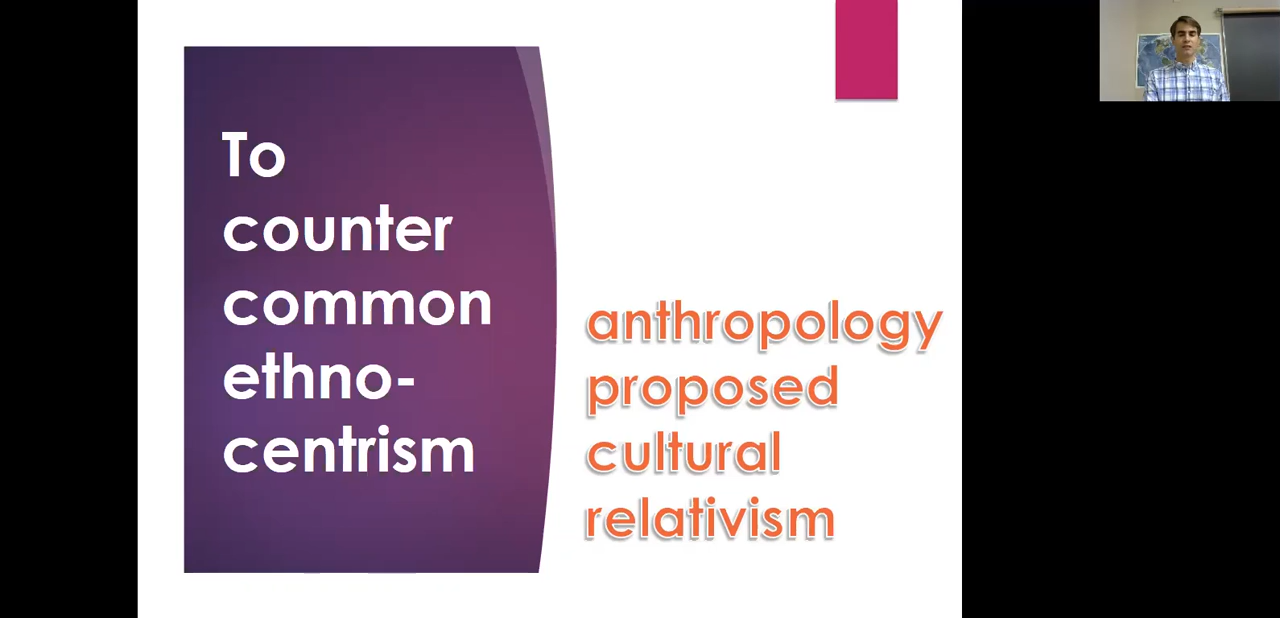 To
counter
common
ethno-
centrism
anthropology
proposed
cultural
relativism